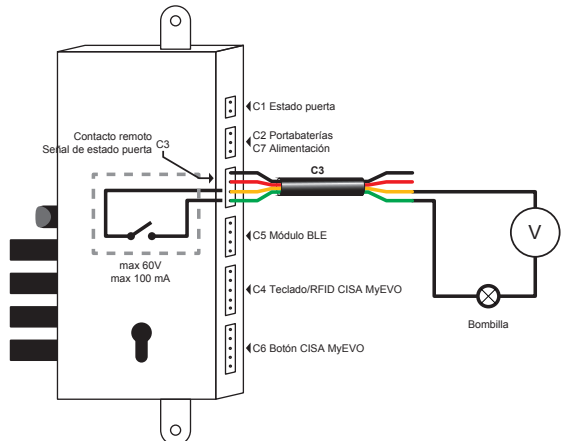 C1 Estado puerta
Contacto remoto
Señal de estado puerta C3
C2 Portabaterías
C7 Alimentación
C3
C5 Módulo BLE
max 60V
max 100 mA
C4 Teclado/RFID CISA MyEVO
V
Bombilla
C6 Botón CISA MyEVO